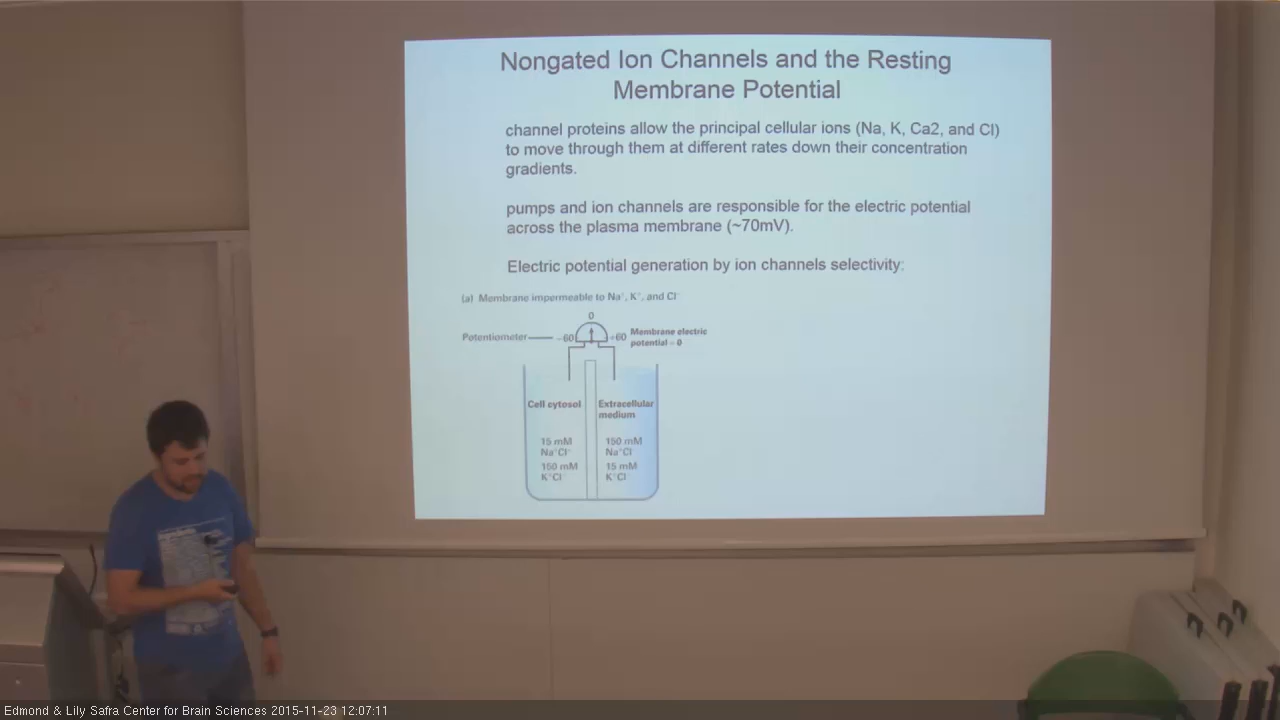 Nongated Ion Channels and the Resting
Membrane Potential
channel proteins allow the principal cellular ions (Na, K, Ca2, and Cl)
to move through them at different rates down their concentration
gradients.
pumps and ion channels are responsible for the electric potential
across the plasma membrane (~70mV).
Electric potential generation by ion channels selectivity:
(a) Membrane impermeable to Na⁺, K⁺, and Cl⁻
0
Potentiometer
−60
+60
Membrane electric
potential = 0
Cell cytosol
Extracellular
medium
15 mM
Na⁺Cl⁻
150 mM
K⁺Cl⁻
150 mM
Na⁺Cl⁻
15 mM
K⁺Cl⁻
Edmond & Lily Safra Center for Brain Sciences 2015-11-23 12:07:11